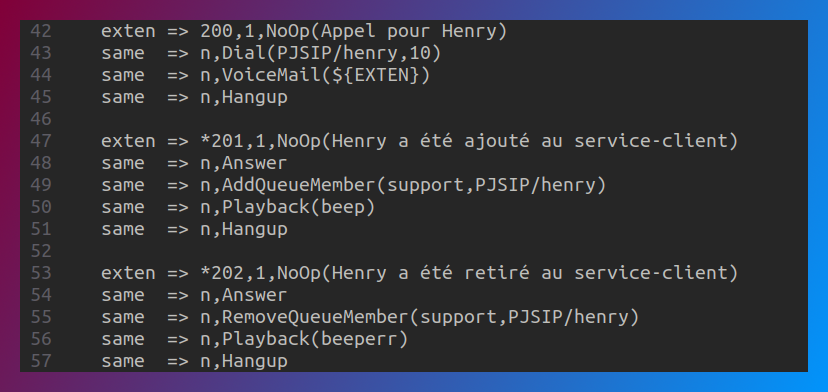 42 exten => 200,1,NoOp(Appel pour Henry)
43 same => n,Dial(PJSIP/henry,10)
44 same => n,VoiceMail(${EXTEN})
45 same => n,Hangup
46
47 exten => *201,1,NoOp(Henry a été ajouté au service-client)
48 same => n,Answer
49 same => n,AddQueueMember(support,PJSIP/henry)
50 same => n,Playback(beep)
51 same => n,Hangup
52
53 exten => *202,1,NoOp(Henry a été retiré au service-client)
54 same => n,Answer
55 same => n,RemoveQueueMember(support,PJSIP/henry)
56 same => n,Playback(beeperr)
57 same => n,Hangup